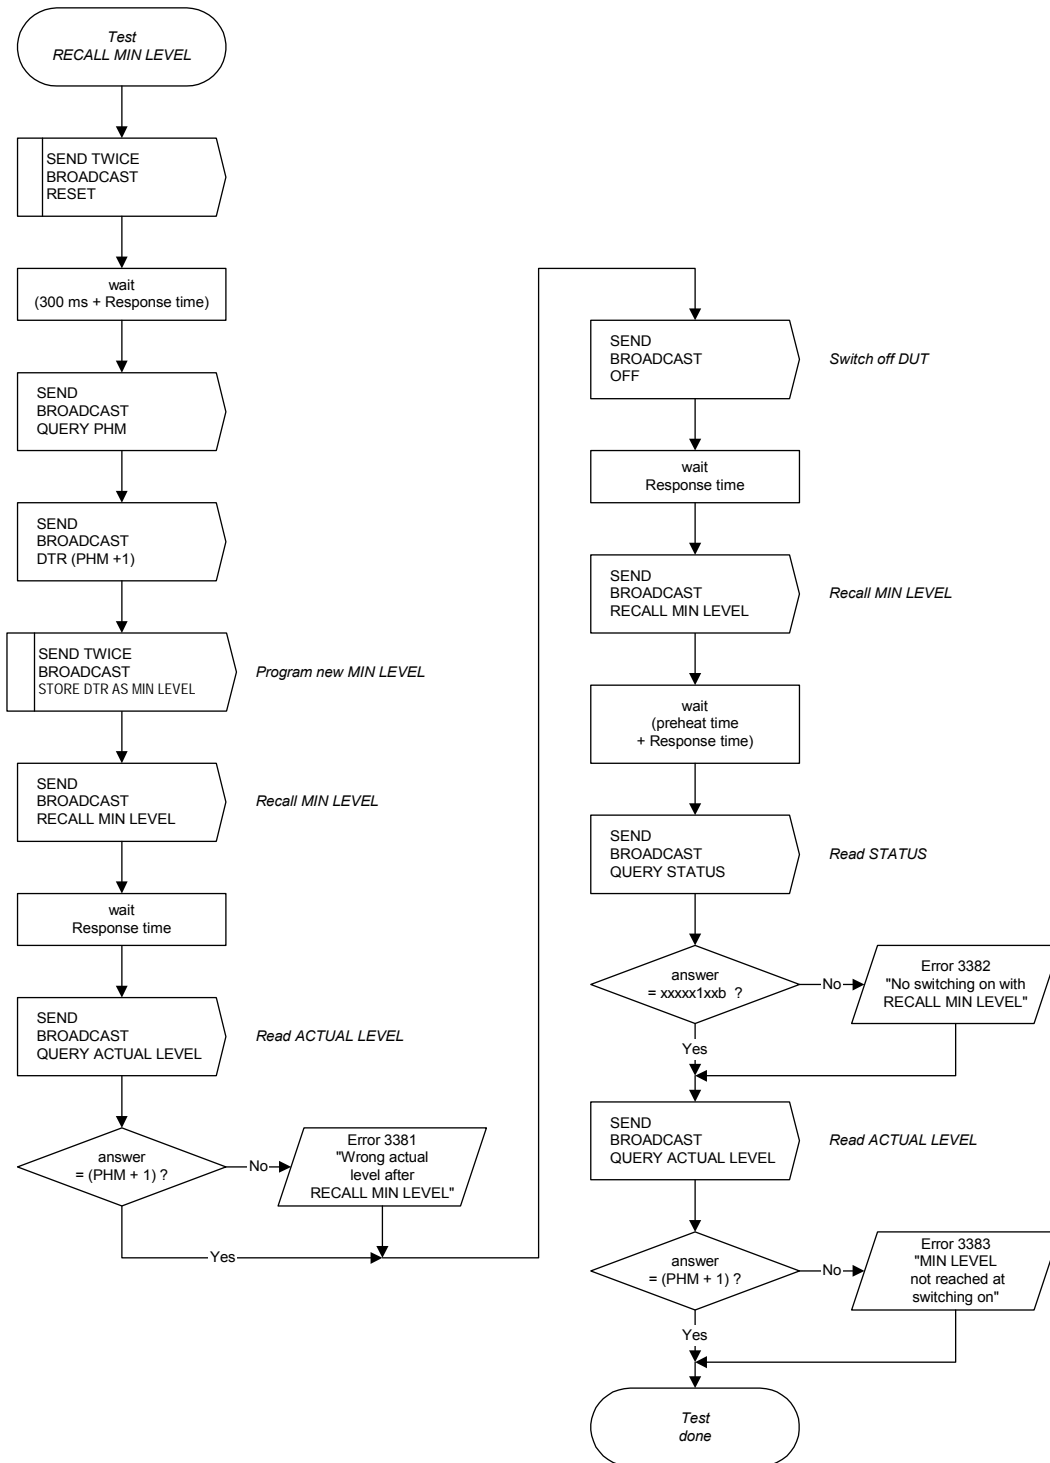 Test
RECALL MIN LEVEL
SEND TWICE
BROADCAST
RESET
wait
(300 ms + Response time)
SEND
BROADCAST
QUERY PHM
SEND
BROADCAST
DTR (PHM +1)
SEND TWICE
BROADCAST
STORE DTR AS MIN LEVEL
Program new MIN LEVEL
SEND
BROADCAST
RECALL MIN LEVEL
Recall MIN LEVEL
wait
Response time
SEND
BROADCAST
QUERY ACTUAL LEVEL
Read ACTUAL LEVEL
answer
= (PHM + 1) ?
No
Error 3381
"Wrong actual
level after
RECALL MIN LEVEL"
Yes
SEND
BROADCAST
OFF
Switch off DUT
wait
Response time
SEND
BROADCAST
RECALL MIN LEVEL
Recall MIN LEVEL
wait
(preheat time
+ Response time)
SEND
BROADCAST
QUERY STATUS
Read STATUS
answer
= xxxxx1xxb ?
No
Error 3382
"No switching on with
RECALL MIN LEVEL"
Yes
SEND
BROADCAST
QUERY ACTUAL LEVEL
Read ACTUAL LEVEL
answer
= (PHM + 1) ?
No
Error 3383
"MIN LEVEL
not reached at
switching on"
Yes
Test
done